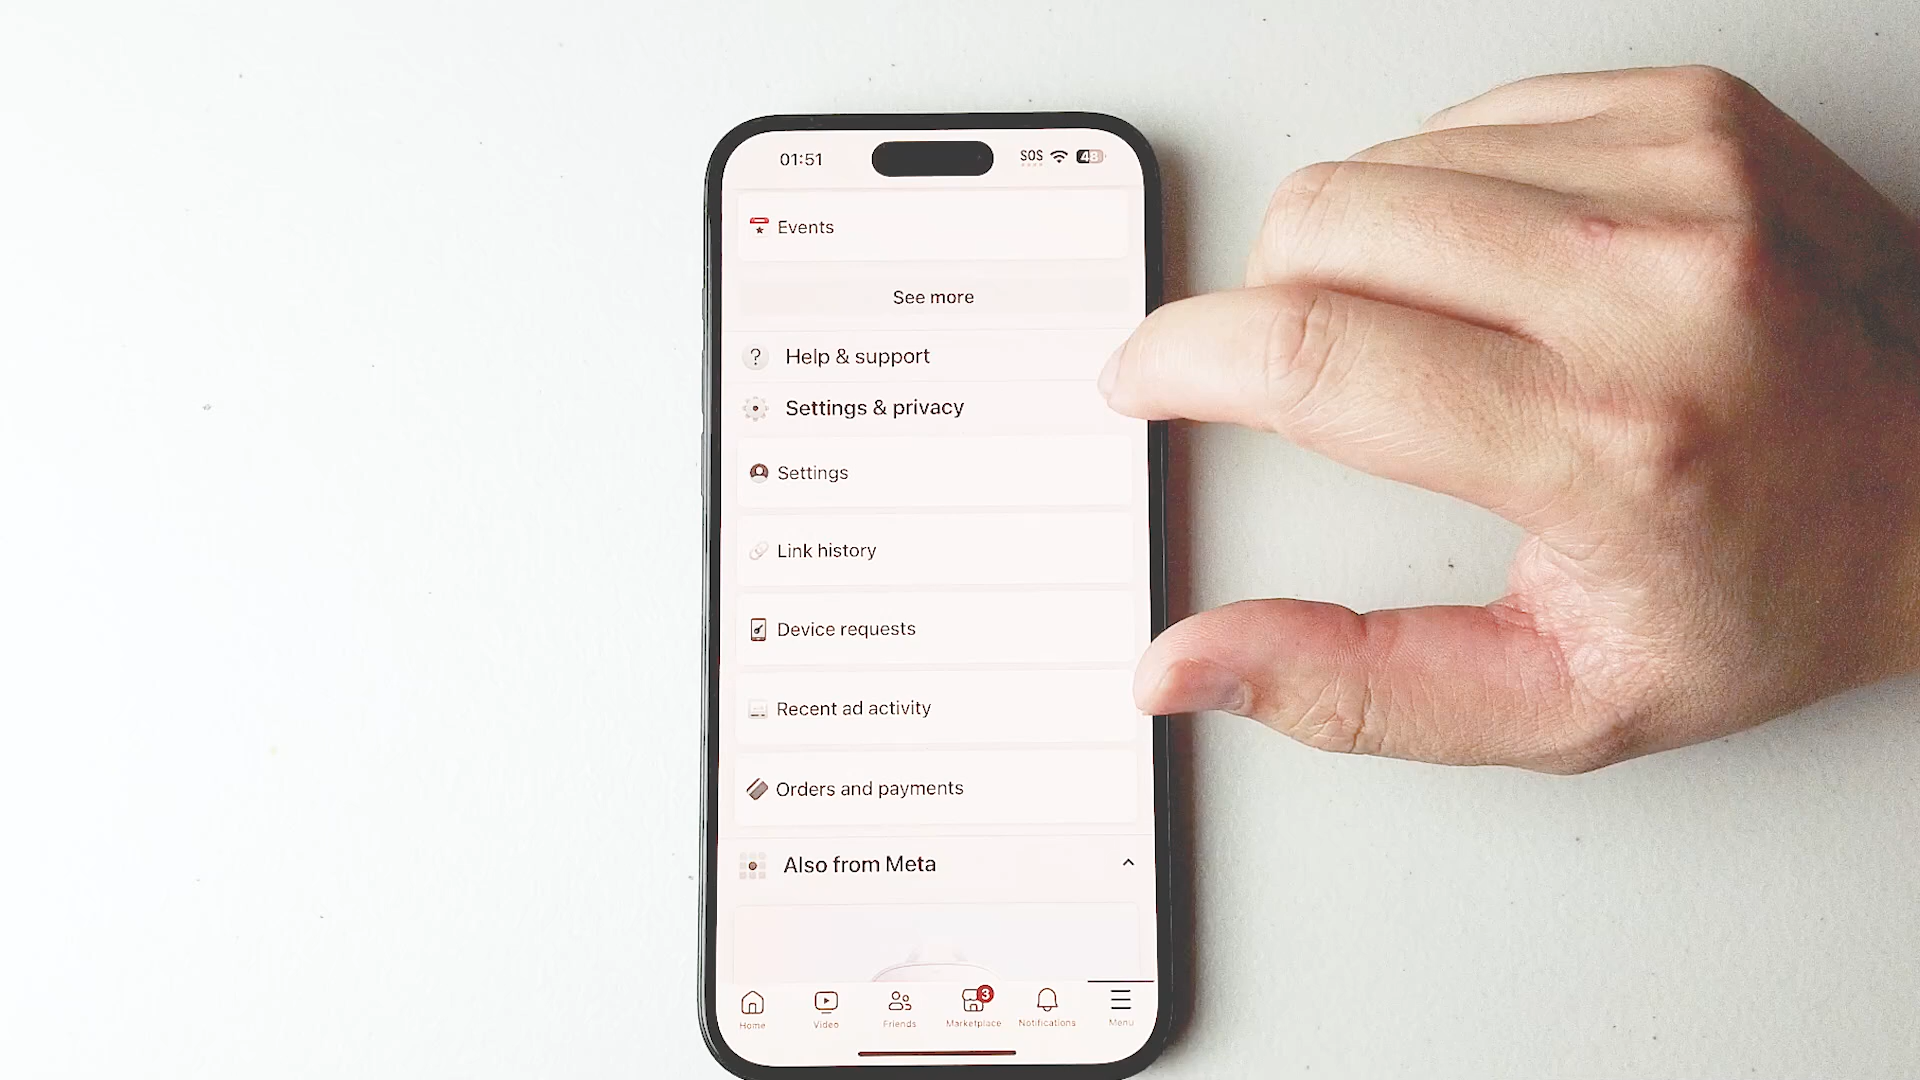 01:51
SOS
48
Events
See more
Help & support
Settings & privacy
Settings
Link history
Device requests
Recent ad activity
Orders and payments
Also from Meta
3
Home
Video
Friends
Marketplace
Notifications
Menu